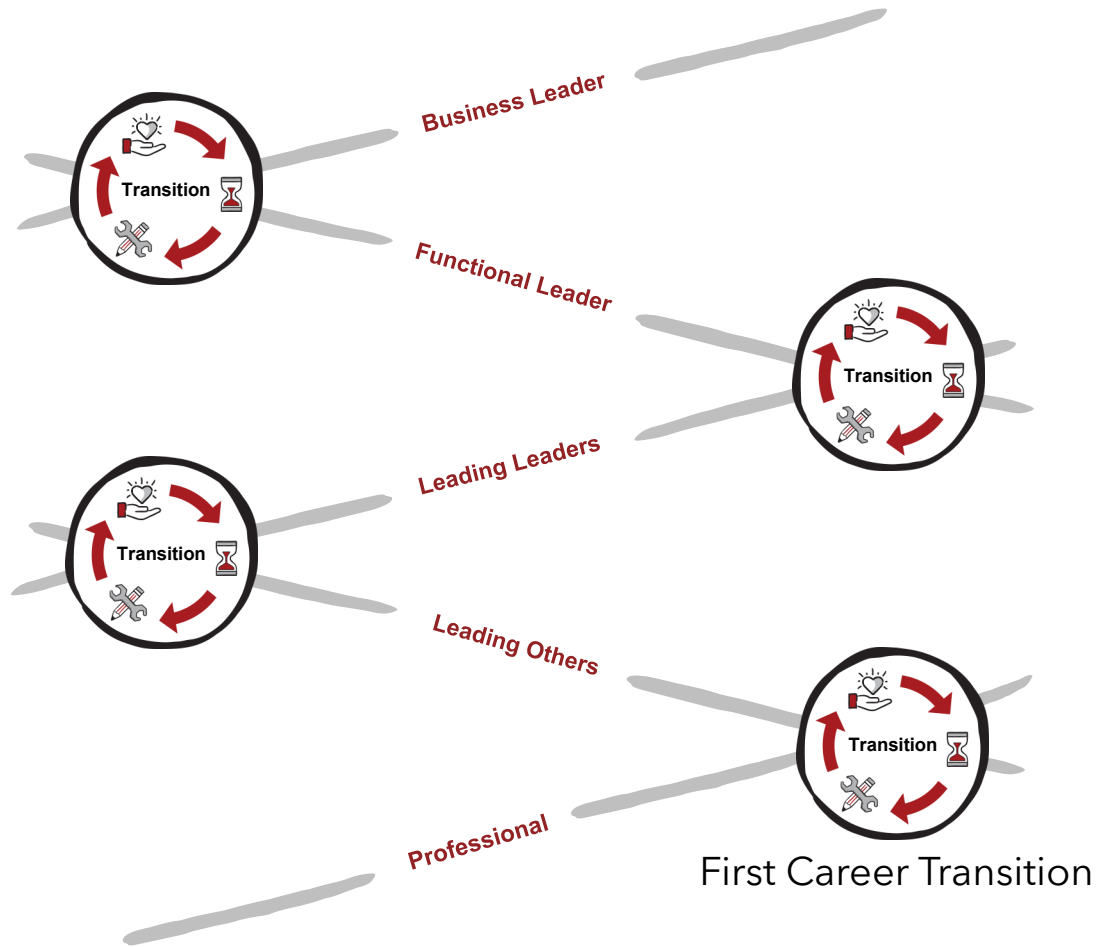 Business Leader
Transition
Functional Leader
Transition
Leading Leaders
Transition
Leading Others
Transition
Professional
First Career Transition